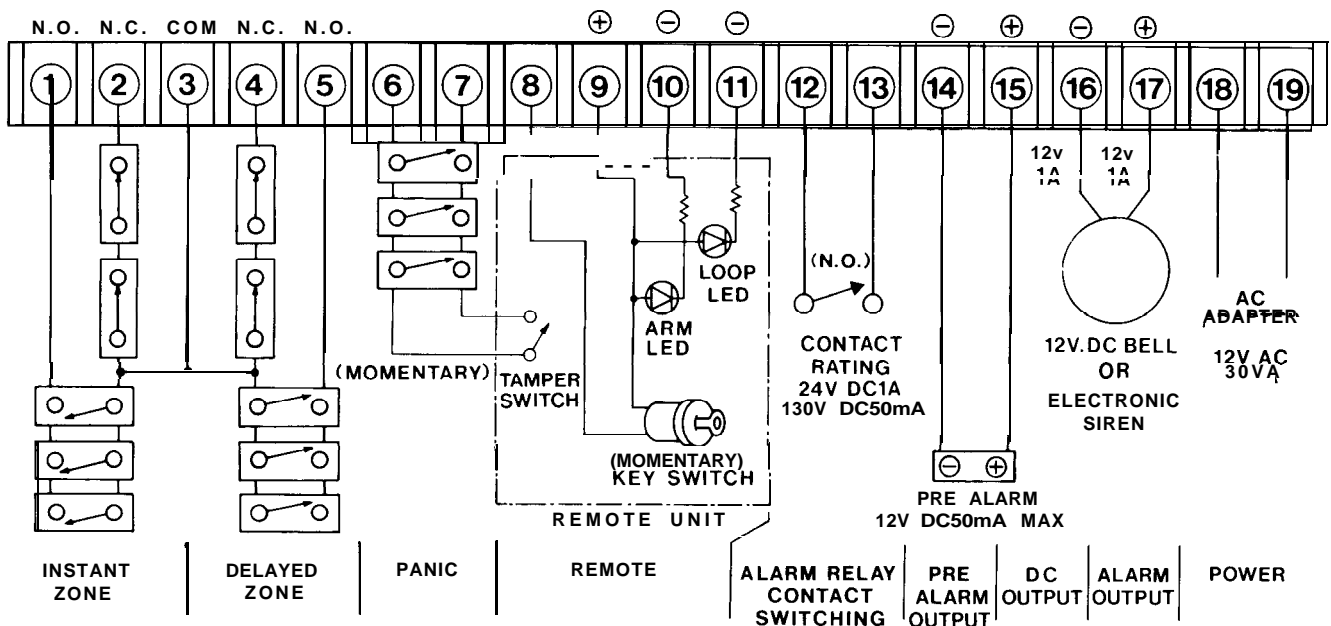 N.O. N.C. COM N.C. N.O. ⊕ ⊖ ⊖ ⊖ ⊕ ⊖ ⊕
1 2 3 4 5 6 7 8 9 10 11 12 13 14 15 16 17 18 19
12v 12v
1A 1A
(N.O.)
LOOP
LED
ARM
LED
(MOMENTARY)
TAMPER
SWITCH
(MOMENTARY)
KEY SWITCH
REMOTE UNIT
CONTACT
RATING
24V DC1A
130V DC50mA
⊖ ⊕
PRE ALARM
12V DC50mA MAX
12V.DC BELL
OR
ELECTRONIC
SIREN
AC
ADAPTER
12V AC
30VA
INSTANT
ZONE
DELAYED
ZONE
PANIC
REMOTE
ALARM RELAY
CONTACT
SWITCHING
PRE
ALARM
OUTPUT
DC
OUTPUT
ALARM
OUTPUT
POWER